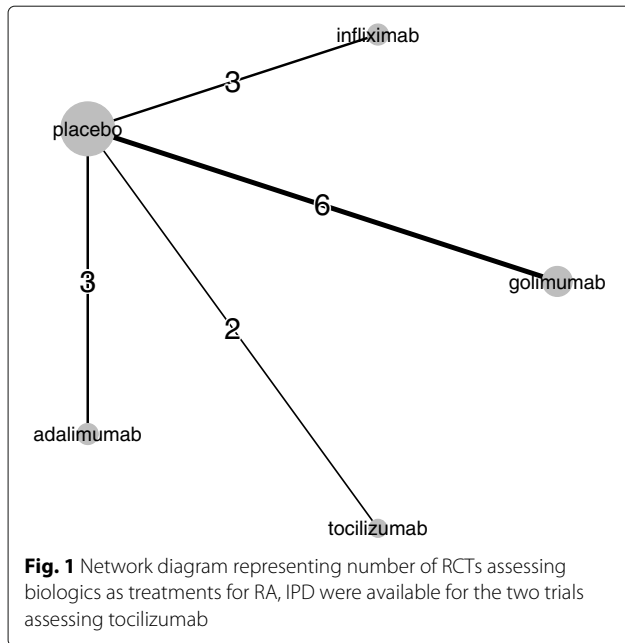 infliximab
3
placebo
6
golimumab
3
2
adalimumab
tocilizumab
Fig. 1 Network diagram representing number of RCTs assessing
biologics as treatments for RA, IPD were available for the two trials
assessing tocilizumab